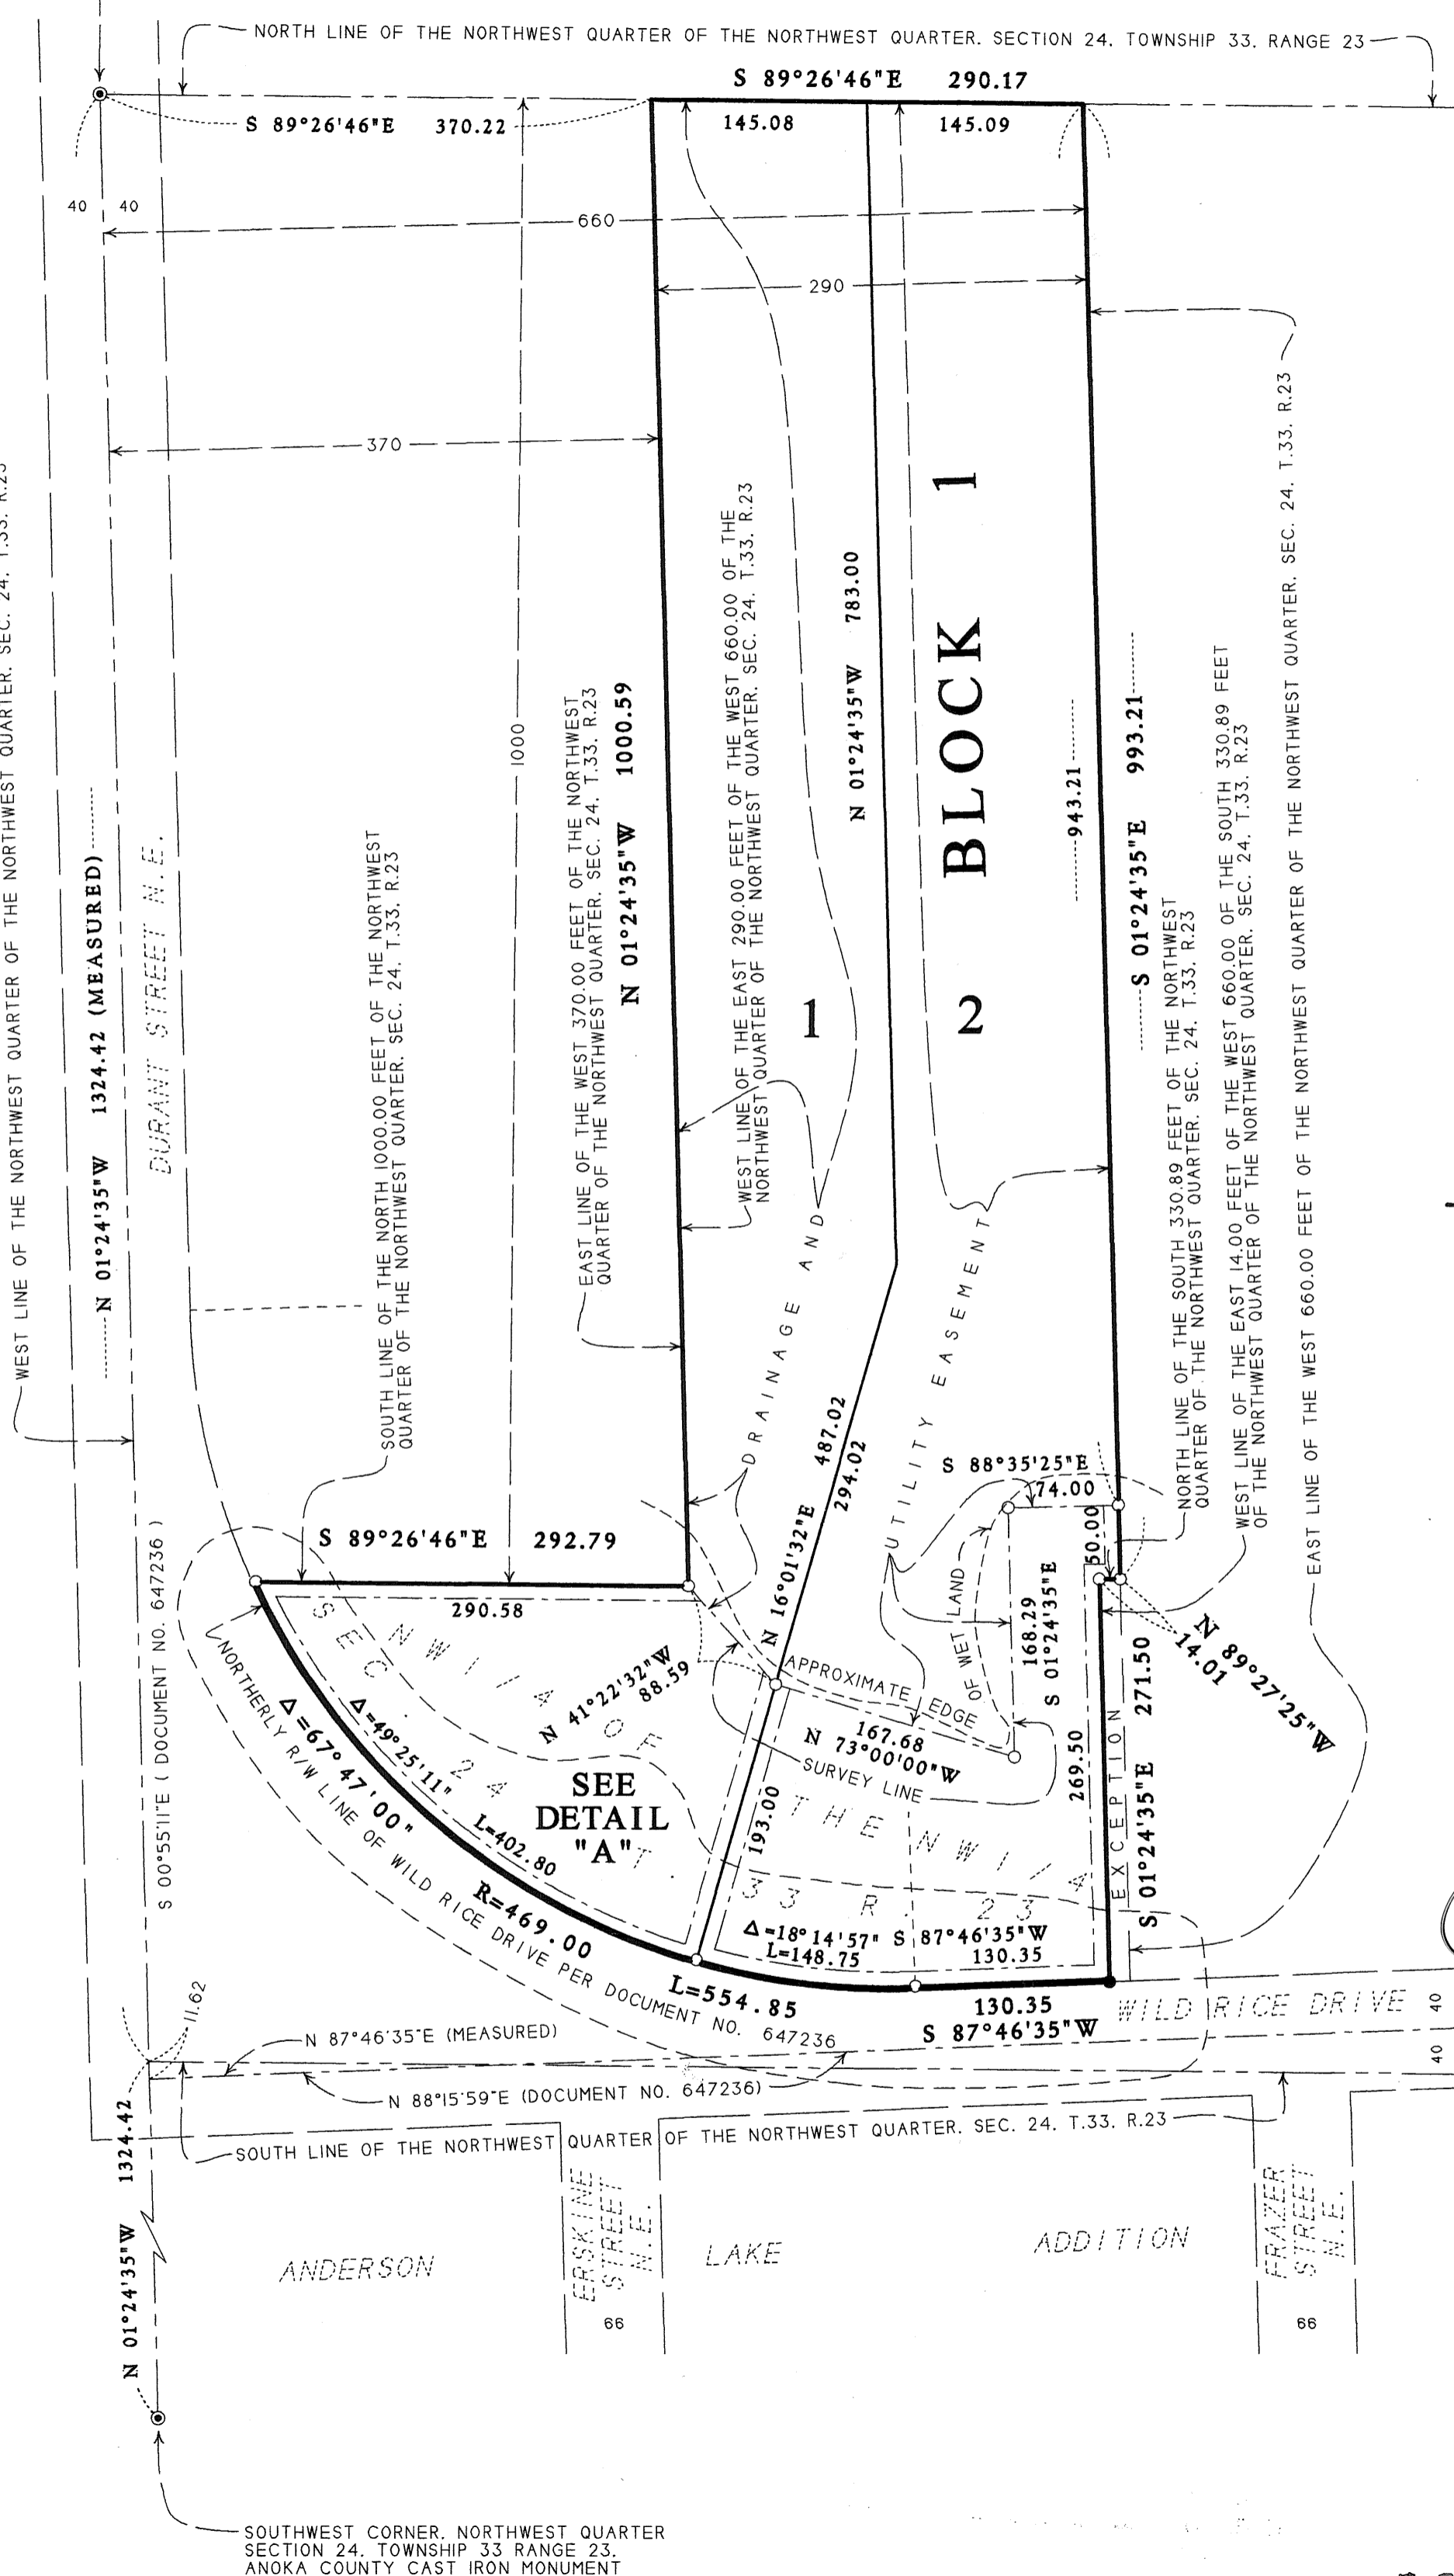 NORTH LINE OF THE NORTHWEST QUARTER OF THE NORTHWEST QUARTER. SECTION 24. TOWNSHIP 33. RANGE 23
S 89°26'46"E 290.17
S 89°26'46"E 370.22
145.08
145.09
40
40
660
290
370
WEST LINE OF THE NORTHWEST QUARTER OF THE NORTHWEST QUARTER. SEC. 24. T.33. R.23
N 01°24'35"W 1324.42 (MEASURED)
DURANT STREET N.E.
SOUTH LINE OF THE NORTH 1000.00 FEET OF THE NORTHWEST
QUARTER OF THE NORTHWEST QUARTER. SEC. 24. T.33. R.23
1000
EAST LINE OF THE WEST 370.00 FEET OF THE NORTHWEST
QUARTER OF THE NORTHWEST QUARTER. SEC. 24. T.33. R.23
N 01°24'35"W 1000.59
WEST LINE OF THE EAST 290.00 FEET OF THE WEST 660.00 OF THE
NORTHWEST QUARTER OF THE NORTHWEST QUARTER. SEC. 24. T.33. R.23
N 01°24'35"W 783.00
BLOCK 1
1
2
943.21
S 01°24'35"E 993.21
NORTH LINE OF THE SOUTH 330.89 FEET OF THE NORTHWEST
QUARTER OF THE NORTHWEST QUARTER. SEC. 24. T.33. R.23
WEST LINE OF THE EAST 14.00 FEET OF THE WEST 660.00 OF THE SOUTH 330.89 FEET
OF THE NORTHWEST QUARTER OF THE NORTHWEST QUARTER. SEC. 24. T.33. R.23
EAST LINE OF THE WEST 660.00 FEET OF THE NORTHWEST QUARTER OF THE NORTHWEST QUARTER. SEC. 24. T.33. R.23
DRAINAGE AND
UTILITY EASEMENT
487.02
294.02
N 16°01'32"E
S 88°35'25"E
74.00
50.00
S 89°26'46"E 292.79
290.58
N 41°22'32"W
88.59
168.29
S 01°24'35"E
APPROXIMATE EDGE
OF WET LAND
167.68
N 73°00'00"W
SURVEY LINE
N 89°27'25"W
14.01
269.50
EXCEPTION
S 01°24'35"E 271.50
S 00°55'11"E ( DOCUMENT NO. 647236 )
NORTHERLY R/W LINE OF WILD RICE DRIVE PER DOCUMENT NO. 647236
Δ=67°47'00"
Δ=49°25'11"
L=402.80
R=469.00
L=554.85
NW 1/4 OF
THE NW 1/4
SEC. 24
T. 33 R. 23
SEE
DETAIL
"A"
193.00
Δ=18°14'57" S 87°46'35"W
L=148.75 130.35
130.35
S 87°46'35"W
WILD RICE DRIVE
40
40
11.62
N 87°46'35"E (MEASURED)
N 88°15'59"E (DOCUMENT NO. 647236)
SOUTH LINE OF THE NORTHWEST QUARTER OF THE NORTHWEST QUARTER. SEC. 24. T.33. R.23
N 01°24'35"W 1324.42
ANDERSON LAKE ADDITION
ERSKINE
STREET
N.E.
66
FRAZER
STREET
N.E.
66
SOUTHWEST CORNER. NORTHWEST QUARTER
SECTION 24. TOWNSHIP 33 RANGE 23.
ANOKA COUNTY CAST IRON MONUMENT